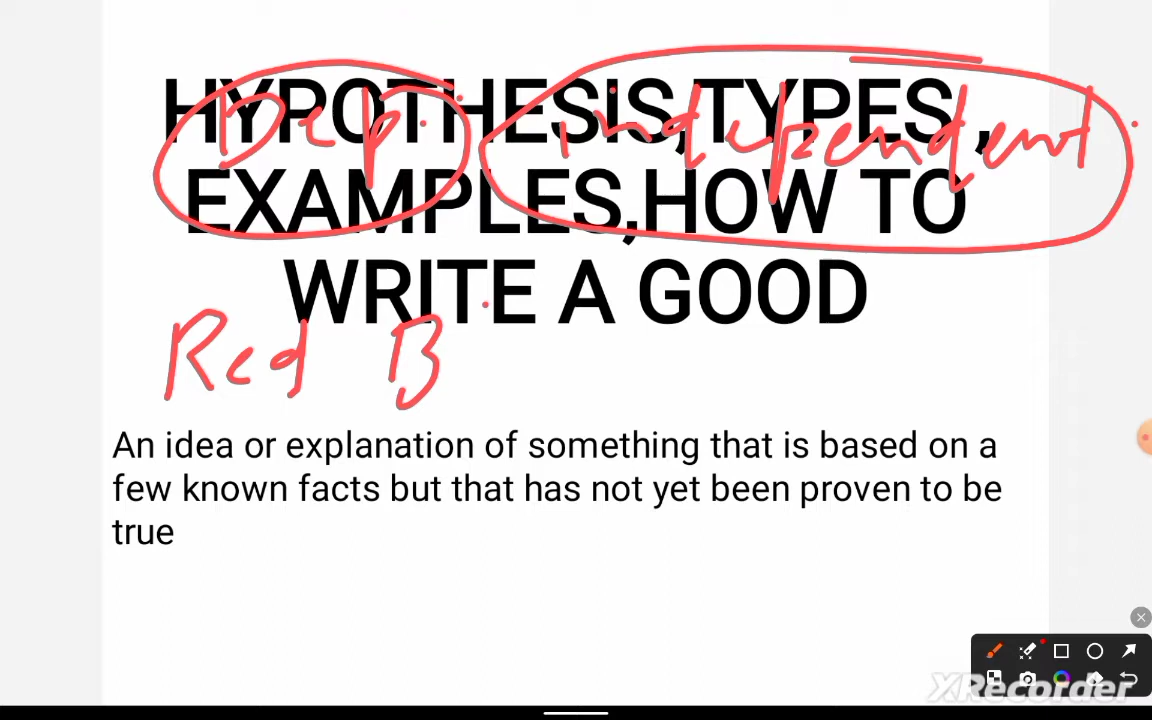 HYPOTHESiS,TYPES ,
Dep independent
EXAMPLES,HOW TO
WRITE A GOOD
Red B
An idea or explanation of something that is based on a
few known facts but that has not yet been proven to be
true
XRecorder